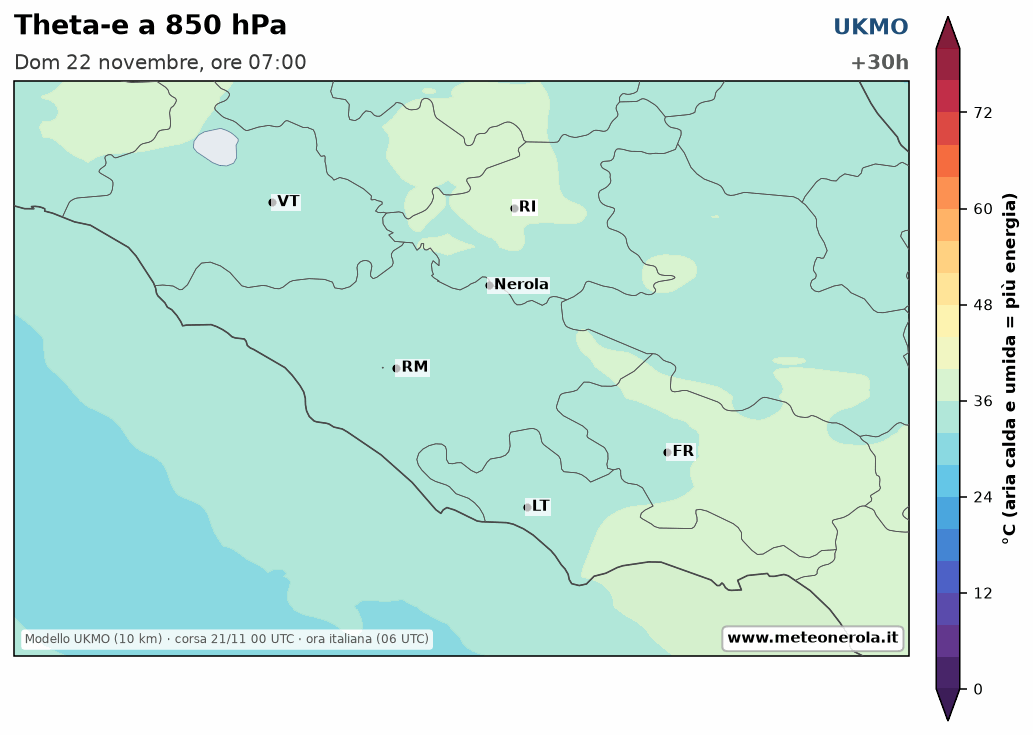 Theta-e a 850 hPa
UKMO
Dom 22 novembre, ore 07:00
+30h
VT
RI
Nerola
RM
FR
LT
Modello UKMO (10 km) · corsa 21/11 00 UTC · ora italiana (06 UTC)
www.meteonerola.it
72
60
48
36
24
12
0
°C (aria calda e umida = più energia)